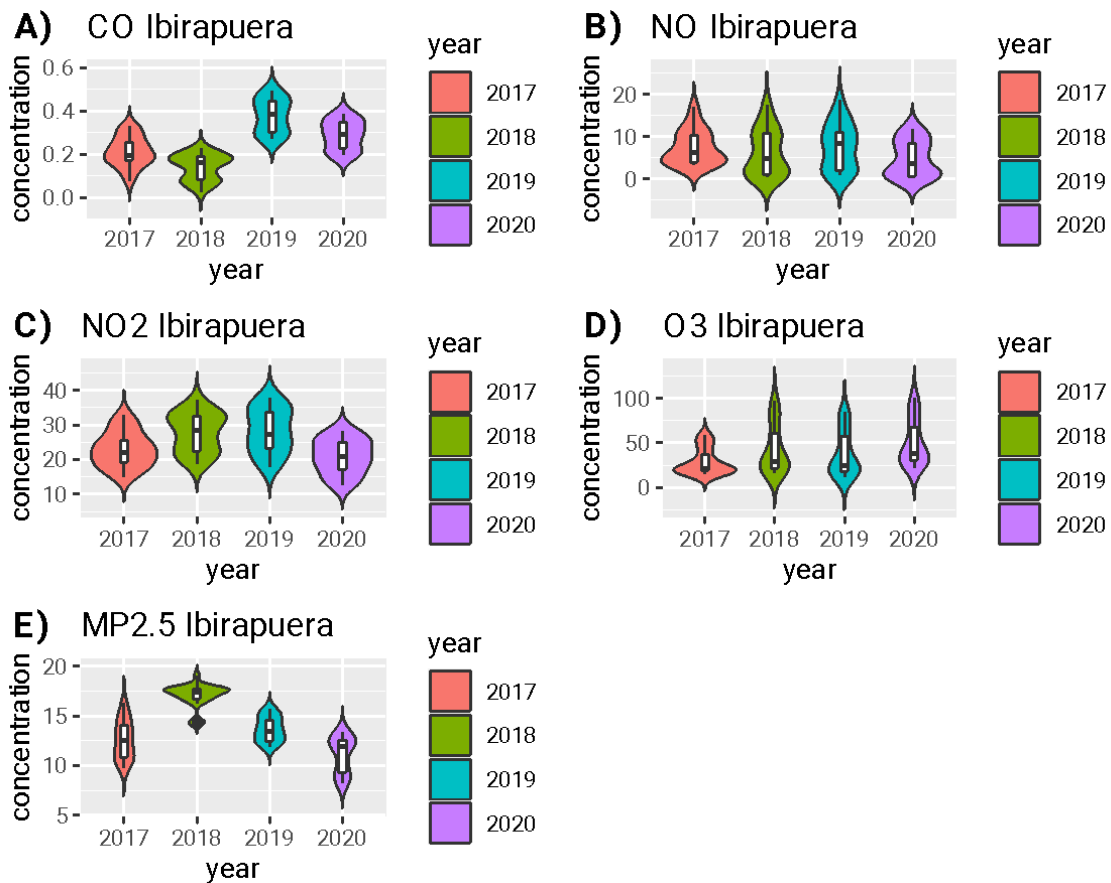 A) CO Ibirapuera
concentration
0.6
0.4
0.2
0.0
2017 2018 2019 2020
year
year
2017
2018
2019
2020
B) NO Ibirapuera
concentration
20
10
0
2017 2018 2019 2020
year
year
2017
2018
2019
2020
C) NO2 Ibirapuera
concentration
40
30
20
10
2017 2018 2019 2020
year
year
2017
2018
2019
2020
D) O3 Ibirapuera
concentration
100
50
0
2017 2018 2019 2020
year
year
2017
2018
2019
2020
E) MP2.5 Ibirapuera
concentration
20
15
10
5
2017 2018 2019 2020
year
year
2017
2018
2019
2020